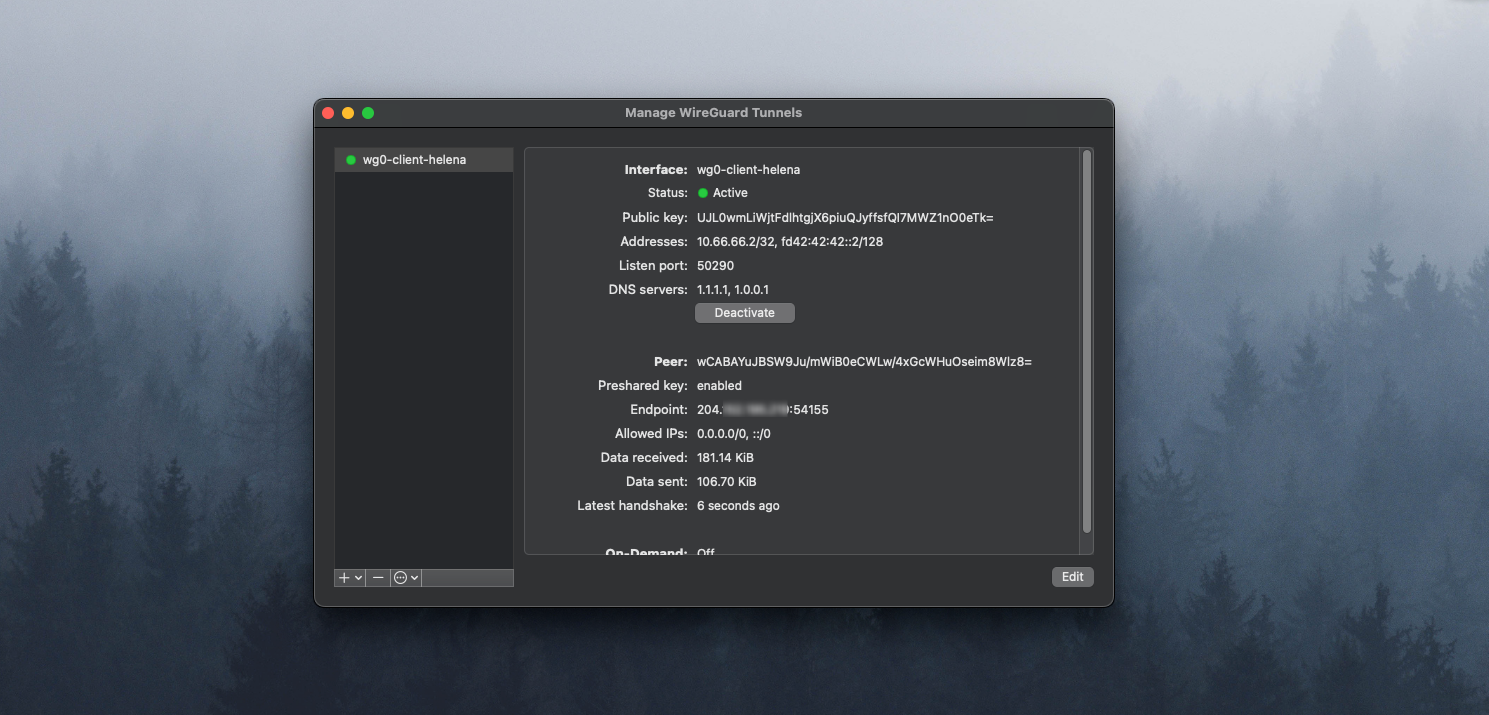 Manage WireGuard Tunnels
wg0-client-helena
Interface: wg0-client-helena
Status: Active
Public key: UJL0wmLiWjtFdlhtgjX6piuQJyffsfQl7MWZ1nO0eTk=
Addresses: 10.66.66.2/32, fd42:42:42::2/128
Listen port: 50290
DNS servers: 1.1.1.1, 1.0.0.1
Deactivate
Peer: wCABAYuJBSW9Ju/mWiB0eCWLw/4xGcWHuOseim8Wlz8=
Preshared key: enabled
Endpoint: 204. :54155
Allowed IPs: 0.0.0.0/0, ::/0
Data received: 181.14 KiB
Data sent: 106.70 KiB
Latest handshake: 6 seconds ago
On-Demand: Off
Edit